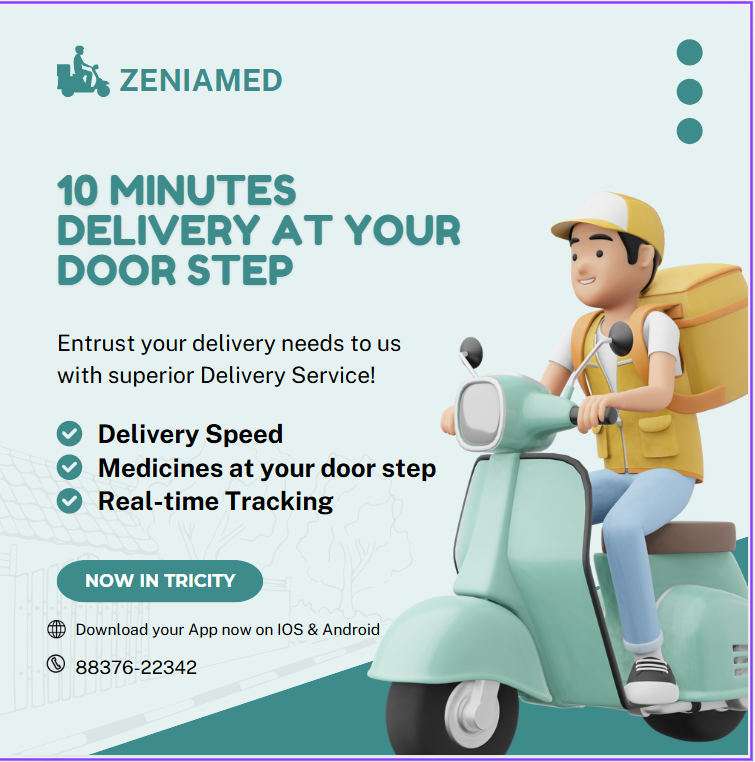 ZENIAMED
10 MINUTES
DELIVERY AT YOUR
DOOR STEP
Entrust your delivery needs to us
with superior Delivery Service!
Delivery Speed
Medicines at your door step
Real-time Tracking
NOW IN TRICITY
Download your App now on IOS & Android
88376-22342